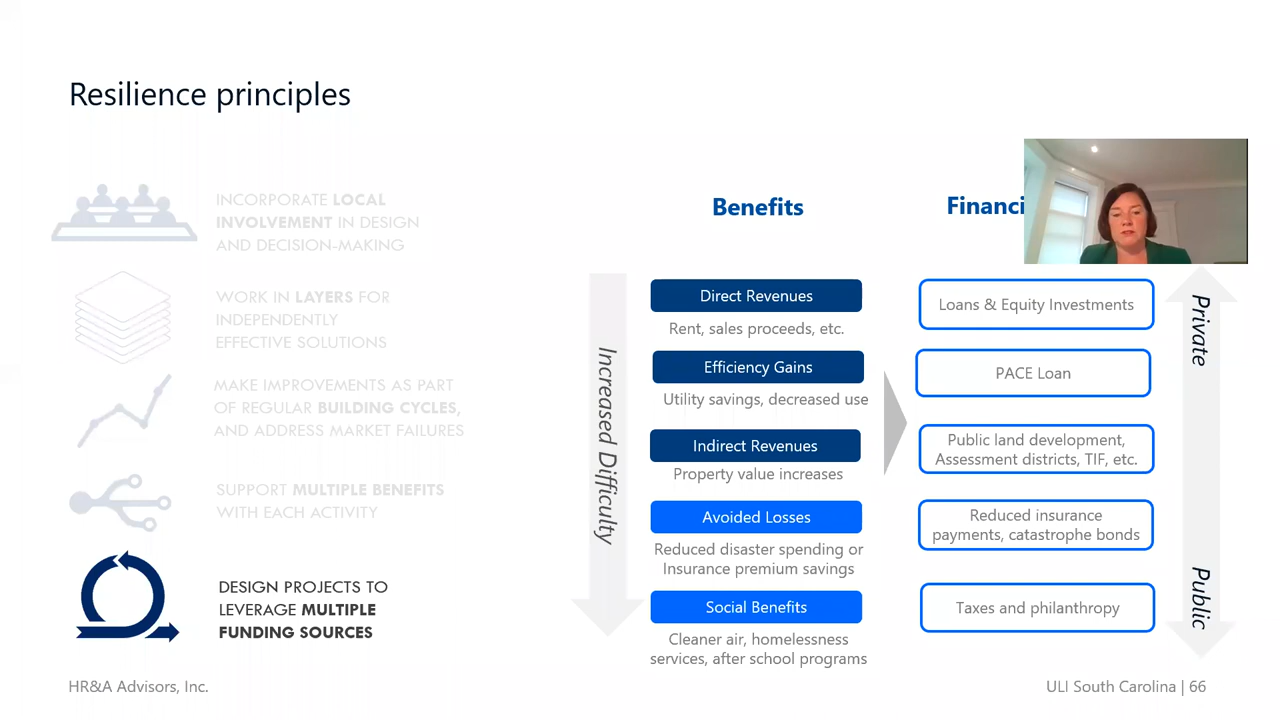 Resilience principles
INCORPORATE LOCAL
INVOLVEMENT IN DESIGN
AND DECISION-MAKING
WORK IN LAYERS FOR
INDEPENDENTLY
EFFECTIVE SOLUTIONS
MAKE IMPROVEMENTS AS PART
OF REGULAR BUILDING CYCLES,
AND ADDRESS MARKET FAILURES
SUPPORT MULTIPLE BENEFITS
WITH EACH ACTIVITY
DESIGN PROJECTS TO
LEVERAGE MULTIPLE
FUNDING SOURCES
Increased Difficulty
Benefits
Direct Revenues
Rent, sales proceeds, etc.
Efficiency Gains
Utility savings, decreased use
Indirect Revenues
Property value increases
Avoided Losses
Reduced disaster spending or
Insurance premium savings
Social Benefits
Cleaner air, homelessness
services, after school programs
Financi
Loans & Equity Investments
PACE Loan
Public land development,
Assessment districts, TIF, etc.
Reduced insurance
payments, catastrophe bonds
Taxes and philanthropy
Private
Public
HR&A Advisors, Inc.
ULI South Carolina | 66